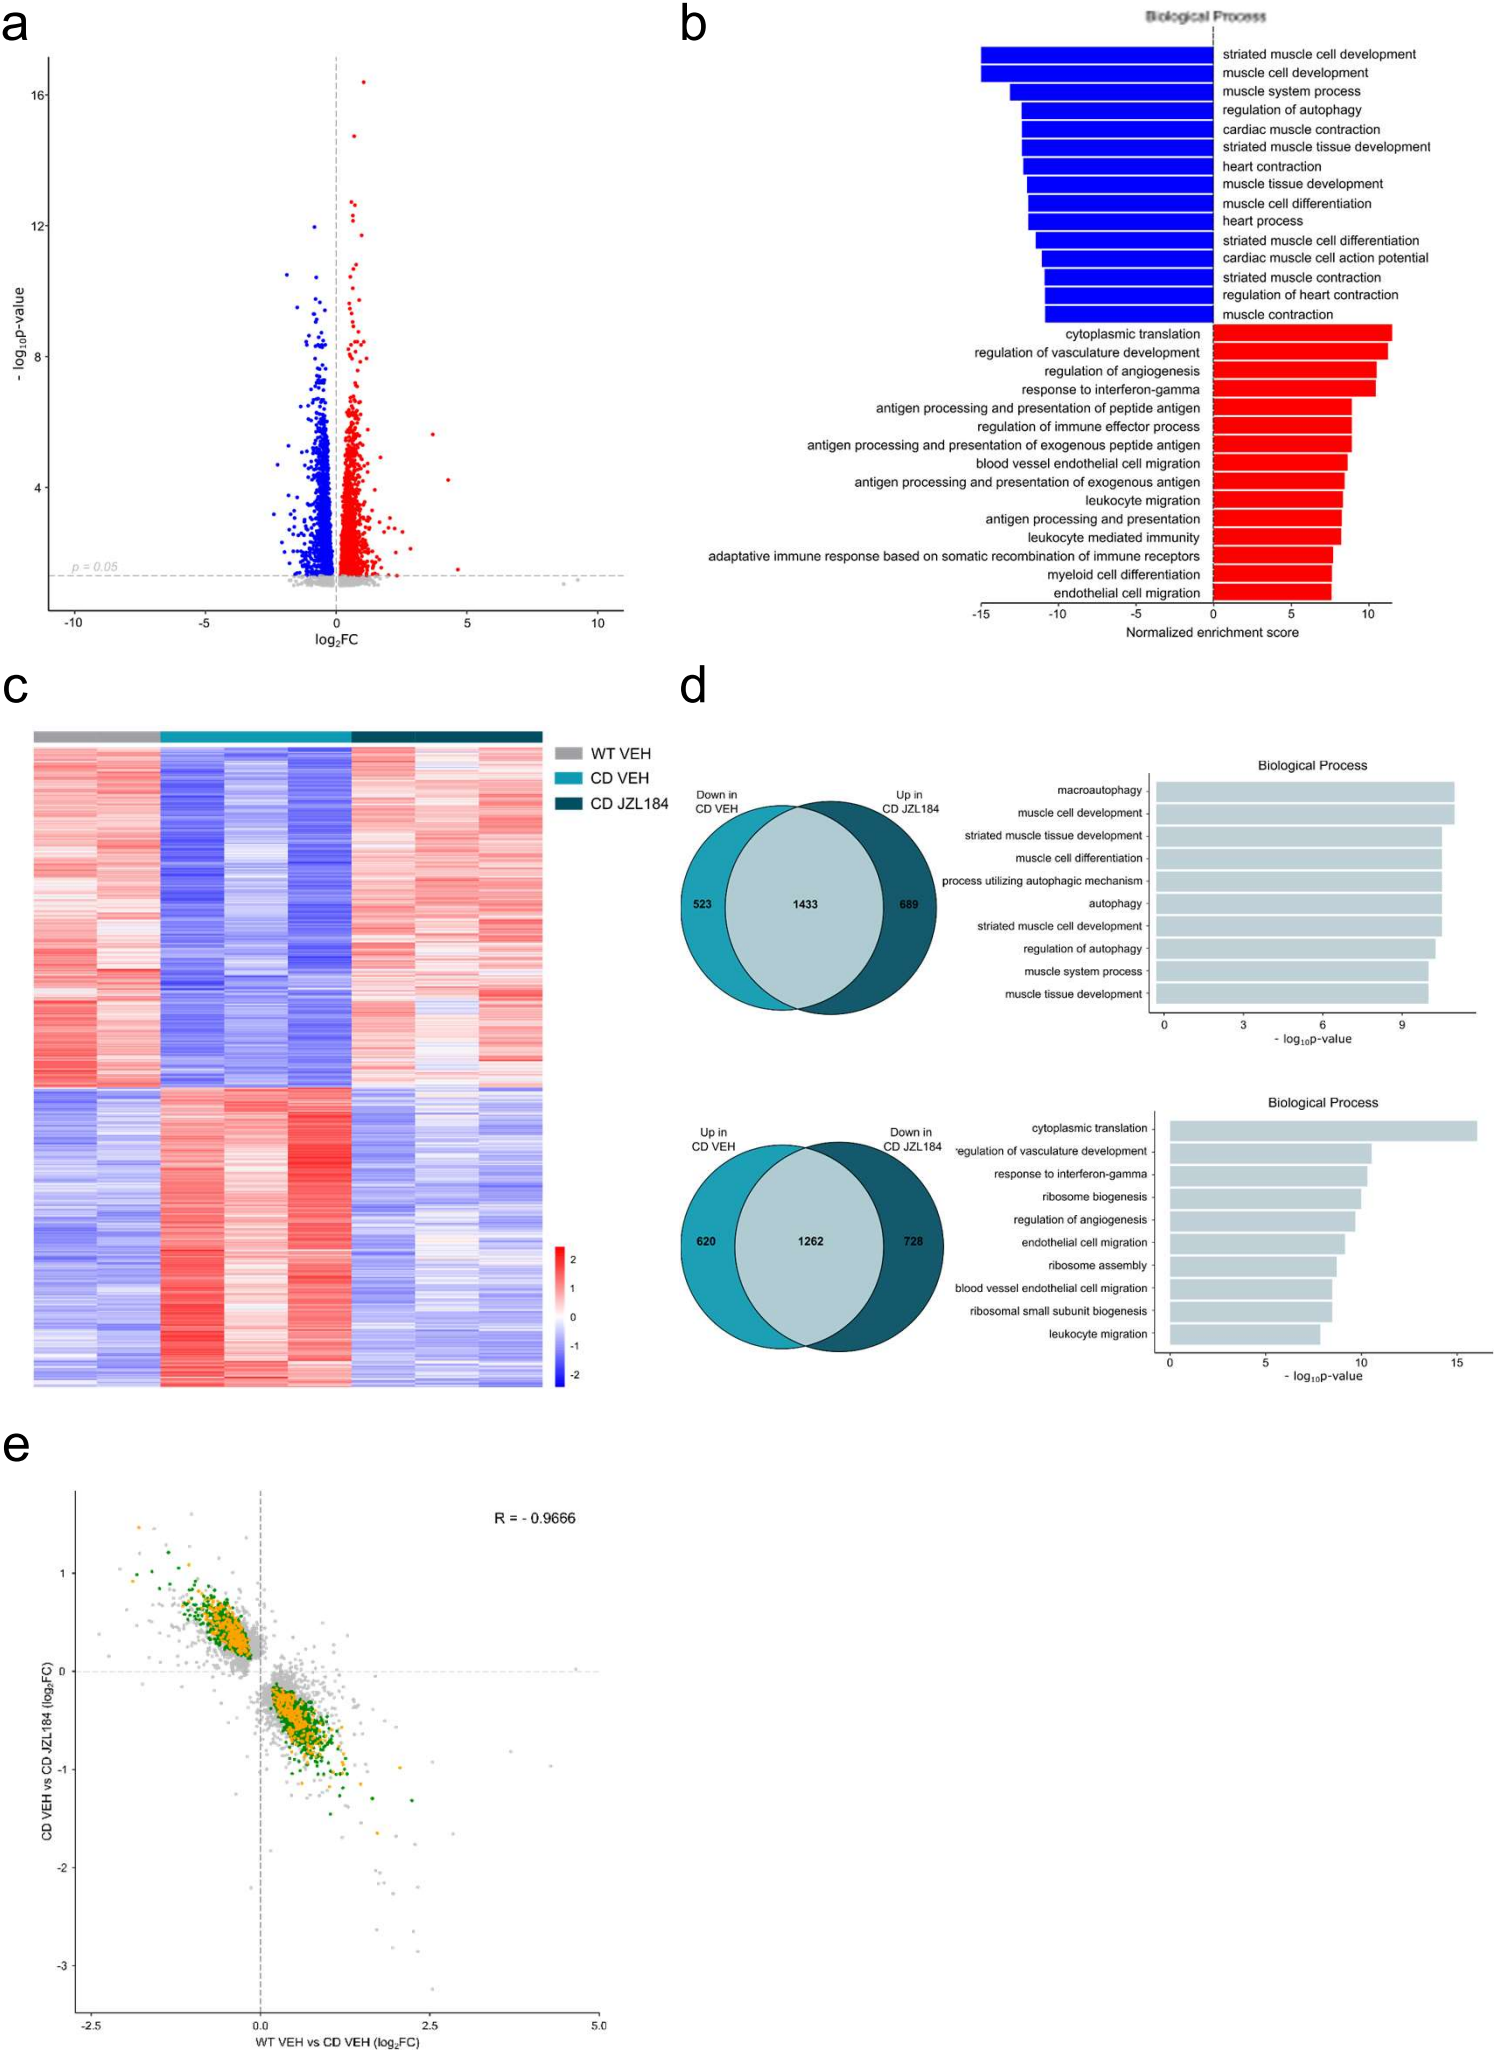 a
16
12
8
4
- log10p-value
p = 0.05
-10
-5
0
5
10
log2FC
b
Biological Process
striated muscle cell development
muscle cell development
muscle system process
regulation of autophagy
cardiac muscle contraction
striated muscle tissue development
heart contraction
muscle tissue development
muscle cell differentiation
heart process
striated muscle cell differentiation
cardiac muscle cell action potential
striated muscle contraction
regulation of heart contraction
muscle contraction
cytoplasmic translation
regulation of vasculature development
regulation of angiogenesis
response to interferon-gamma
antigen processing and presentation of peptide antigen
regulation of immune effector process
antigen processing and presentation of exogenous peptide antigen
blood vessel endothelial cell migration
antigen processing and presentation of exogenous antigen
leukocyte migration
antigen processing and presentation
leukocyte mediated immunity
adaptative immune response based on somatic recombination of immune receptors
myeloid cell differentiation
endothelial cell migration
-15
-10
-5
0
5
10
Normalized enrichment score
c
WT VEH
CD VEH
CD JZL184
2
1
0
-1
-2
d
Down in
CD VEH
Up in
CD JZL184
523
1433
689
Biological Process
macroautophagy
muscle cell development
striated muscle tissue development
muscle cell differentiation
process utilizing autophagic mechanism
autophagy
striated muscle cell development
regulation of autophagy
muscle system process
muscle tissue development
0
3
6
9
- log10p-value
Up in
CD VEH
Down in
CD JZL184
620
1262
728
Biological Process
cytoplasmic translation
regulation of vasculature development
response to interferon-gamma
ribosome biogenesis
regulation of angiogenesis
endothelial cell migration
ribosome assembly
blood vessel endothelial cell migration
ribosomal small subunit biogenesis
leukocyte migration
0
5
10
15
- log10p-value
e
R = - 0.9666
1
0
-1
-2
-3
CD VEH vs CD JZL184 (log2FC)
-2.5
0.0
2.5
5.0
WT VEH vs CD VEH (log2FC)